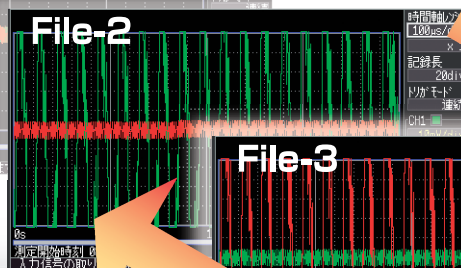 File-2
時間軸レンジ
100µs/d
x
記録長
20div
トリガモード
連続
CH1-
File-3
0s
測定開始時刻
入力信号の取り